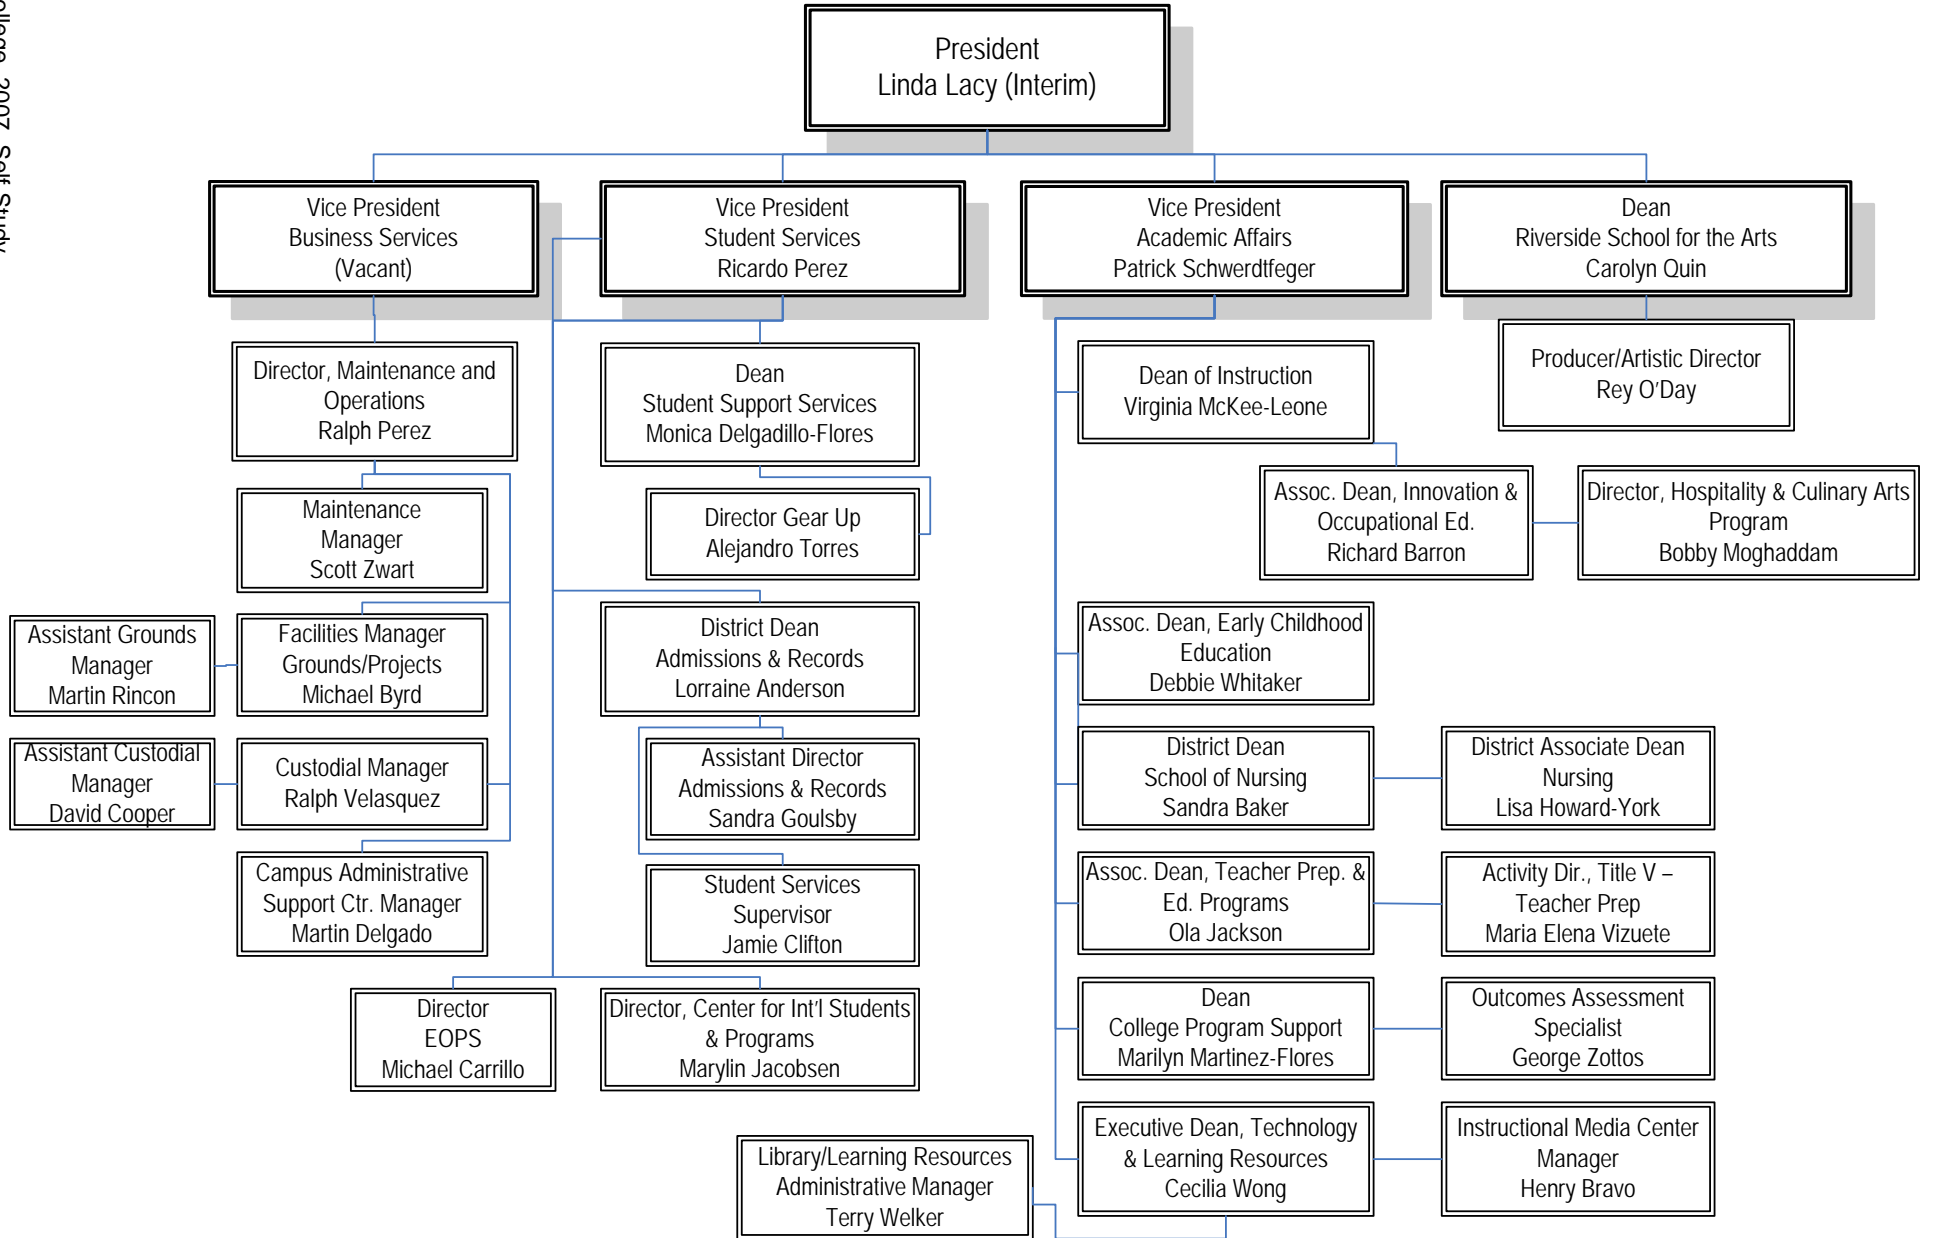 2007 Self Study
President
Linda Lacy (Interim)
Vice President
Business Services
(Vacant)
Vice President
Student Services
Ricardo Perez
Vice President
Academic Affairs
Patrick Schwerdtfeger
Dean
Riverside School for the Arts
Carolyn Quin
Director, Maintenance and
Operations
Ralph Perez
Dean
Student Support Services
Monica Delgadillo-Flores
Dean of Instruction
Virginia McKee-Leone
Producer/Artistic Director
Rey O'Day
Maintenance
Manager
Scott Zwart
Director Gear Up
Alejandro Torres
Assoc. Dean, Innovation &
Occupational Ed.
Richard Barron
Director, Hospitality & Culinary Arts
Program
Bobby Moghaddam
Assistant Grounds
Manager
Martin Rincon
Facilities Manager
Grounds/Projects
Michael Byrd
District Dean
Admissions & Records
Lorraine Anderson
Assoc. Dean, Early Childhood
Education
Debbie Whitaker
Assistant Custodial
Manager
David Cooper
Custodial Manager
Ralph Velasquez
Assistant Director
Admissions & Records
Sandra Goulsby
District Dean
School of Nursing
Sandra Baker
District Associate Dean
Nursing
Lisa Howard-York
Campus Administrative
Support Ctr. Manager
Martin Delgado
Student Services
Supervisor
Jamie Clifton
Assoc. Dean, Teacher Prep. &
Ed. Programs
Ola Jackson
Activity Dir., Title V –
Teacher Prep
Maria Elena Vizuete
Director
EOPS
Michael Carrillo
Director, Center for Int'l Students
& Programs
Marylin Jacobsen
Dean
College Program Support
Marilyn Martinez-Flores
Outcomes Assessment
Specialist
George Zottos
Library/Learning Resources
Administrative Manager
Terry Welker
Executive Dean, Technology
& Learning Resources
Cecilia Wong
Instructional Media Center
Manager
Henry Bravo